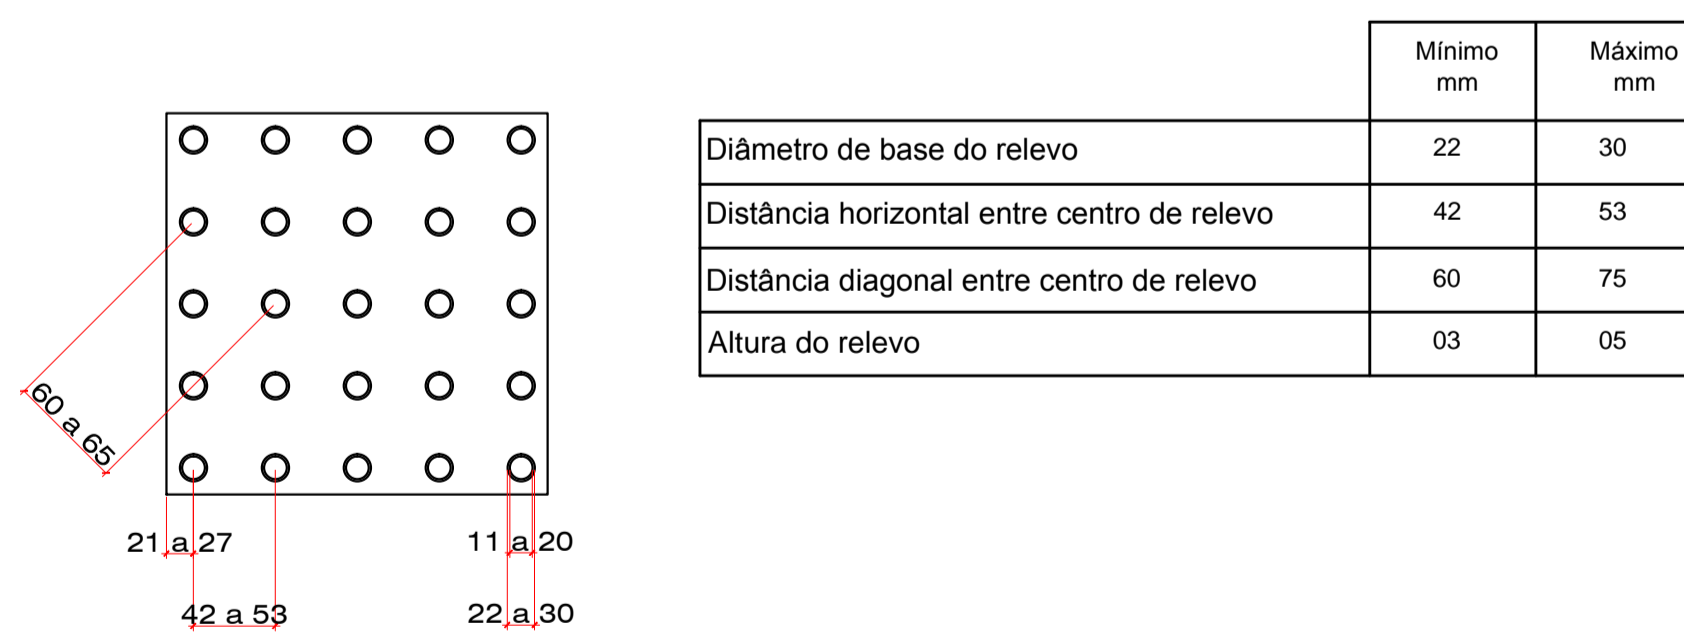 Mínimo
mm
Máximo
mm
Diâmetro de base do relevo
22
30
Distância horizontal entre centro de relevo
42
53
Distância diagonal entre centro de relevo
60
75
Altura do relevo
03
05
60 a 65
21 a 27
11 a 20
42 a 53
22 a 30